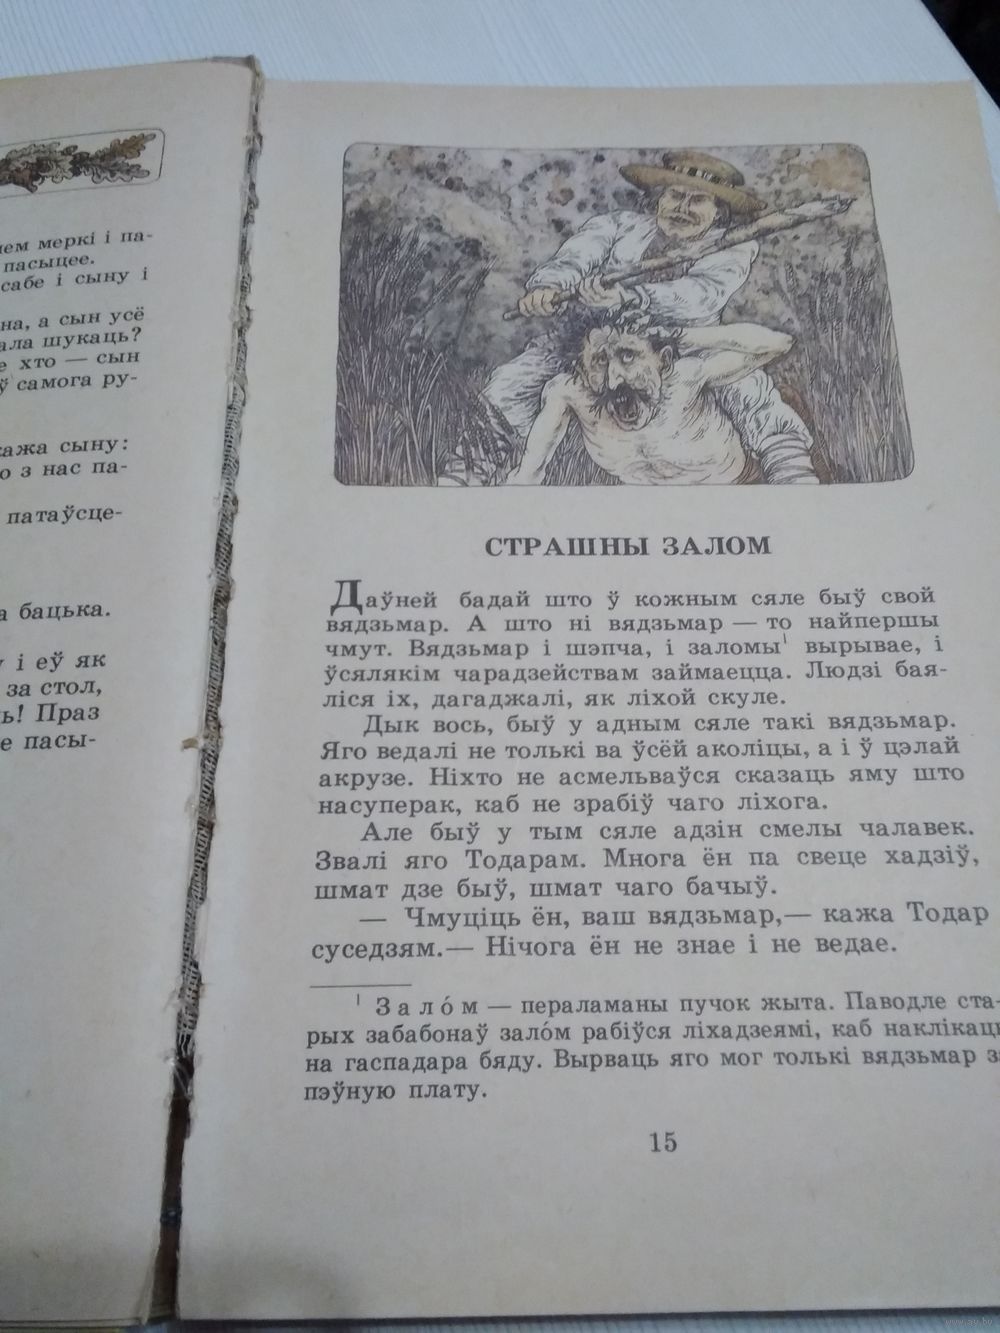 нем меркі і па-
пасыцее.
сабе і сыну і
на, а сын усё
ала шукаць?
е хто — сын
ў самога ру-
кажа сыну:
о з нас па-
патаўсце-
а бацька.
у і еў як
за стол,
ь! Праз
е пасы-
СТРАШНЫ ЗАЛОМ
Даўней бадай што ў кожным сяле быў свой
вядзьмар. А што ні вядзьмар — то найпершы
чмут. Вядзьмар і шэпча, і заломы¹ вырывае, і
ўсялякім чарадзействам займаецца. Людзі бая-
ліся іх, дагаджалі, як ліхой скуле.
Дык вось, быў у адным сяле такі вядзьмар.
Яго ведалі не толькі ва ўсёй аколіцы, а і ў цэлай
акрузе. Ніхто не асмельваўся сказаць яму што
насуперак, каб не зрабіў чаго ліхога.
Але быў у тым сяле адзін смелы чалавек.
Звалі яго Тодарам. Многа ён па свеце хадзіў,
шмат дзе быў, шмат чаго бачыў.
— Чмуціць ён, ваш вядзьмар,— кажа Тодар
суседзям.— Нічога ён не знае і не ведае.
¹ Зало́м — пераламаны пучок жыта. Паводле ста-
рых забабонаў зало́м рабіўся ліхадзеямі, каб наклікаць
на гаспадара бяду. Вырваць яго мог толькі вядзьмар за
пэўную плату.
15
www.ay.by